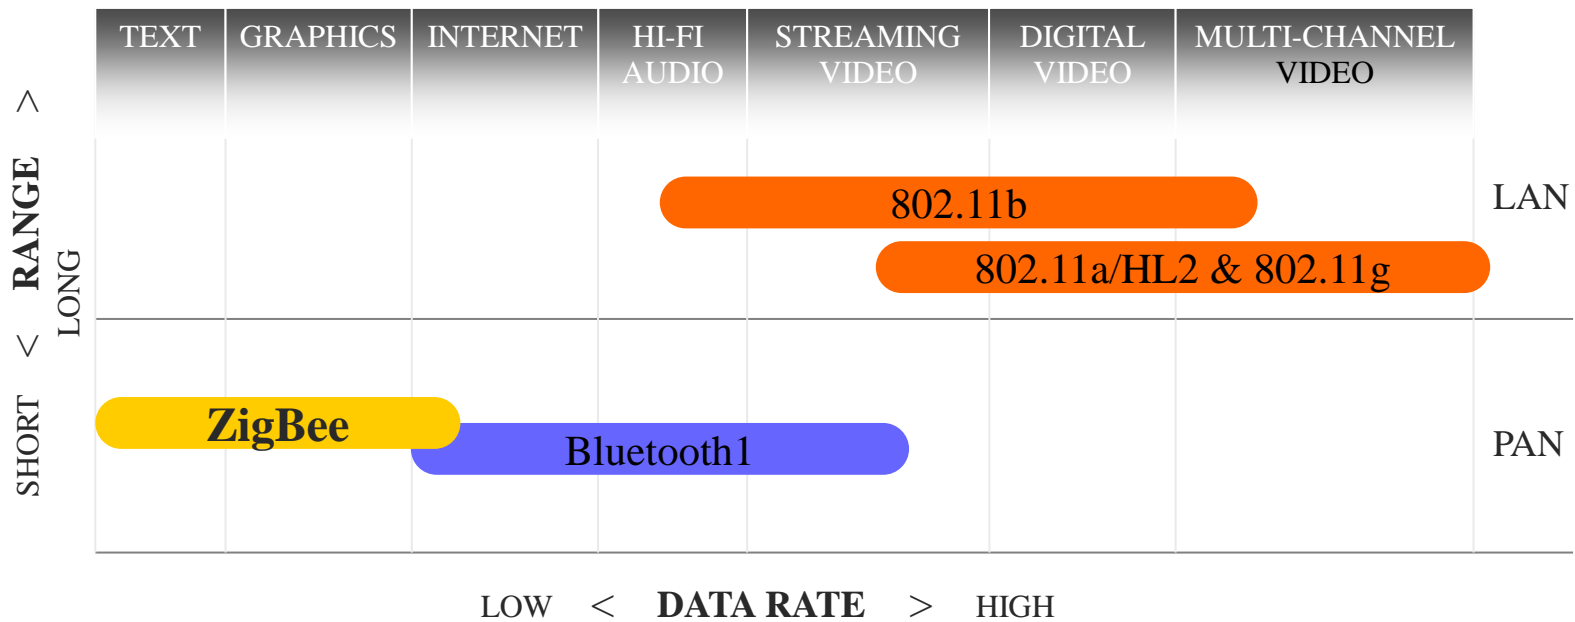 TEXT
GRAPHICS
INTERNET
HI-FI
AUDIO
STREAMING
VIDEO
DIGITAL
VIDEO
MULTI-CHANNEL
VIDEO
SHORT < RANGE >
LONG
802.11b
LAN
802.11a/HL2 & 802.11g
ZigBee
Bluetooth1
PAN
LOW < DATA RATE > HIGH